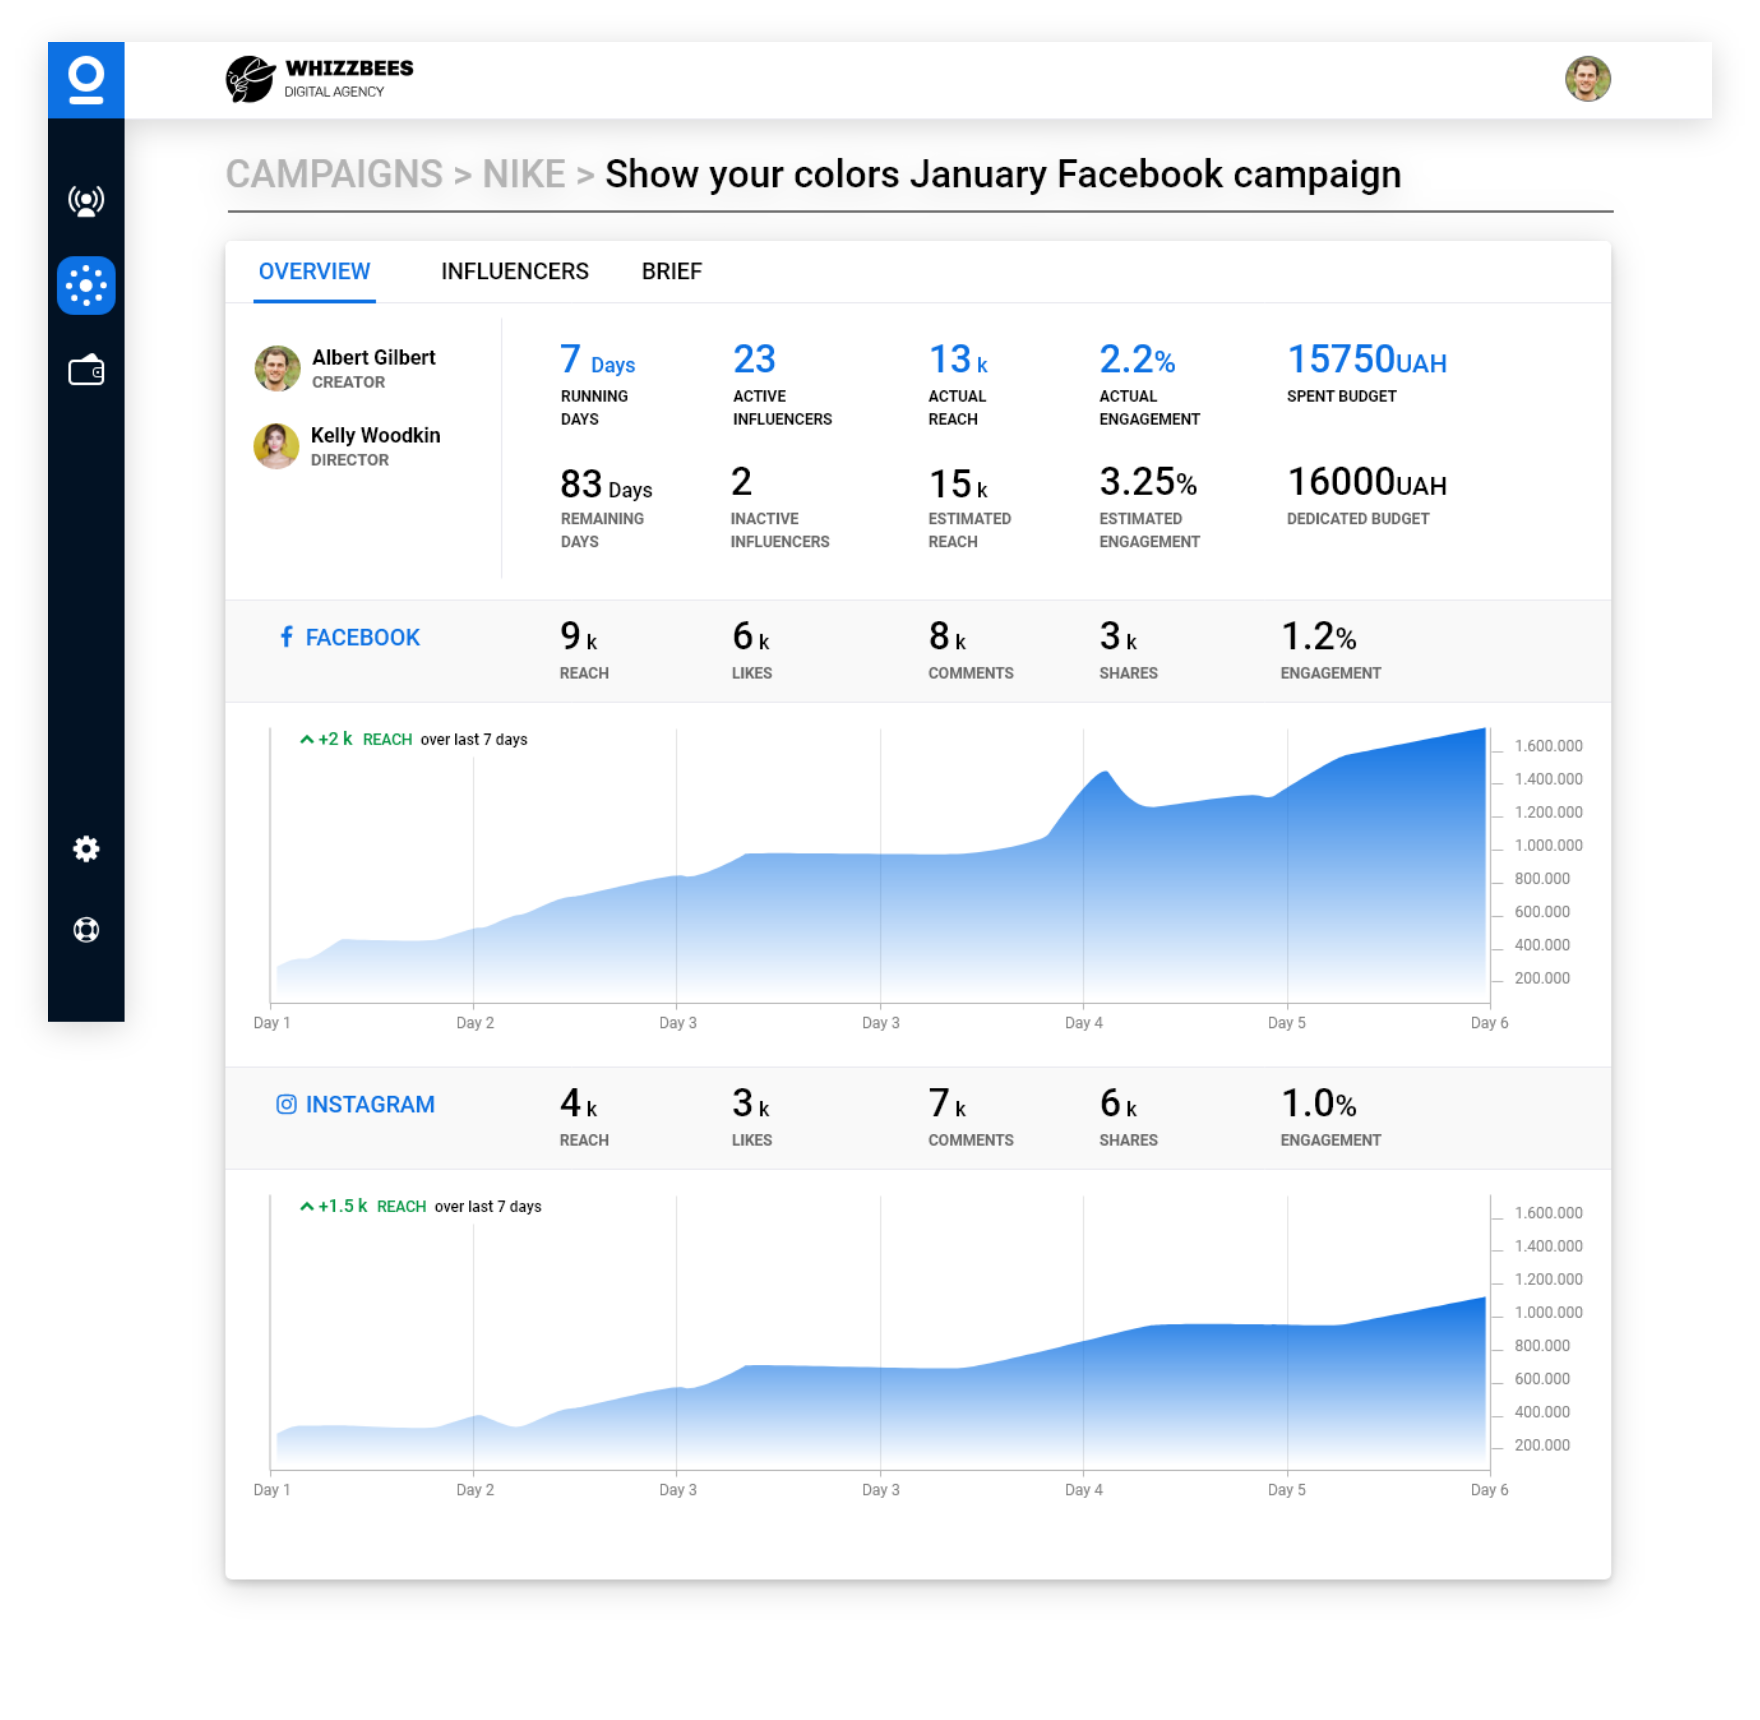 WHIZZBEES
DIGITAL AGENCY
CAMPAIGNS > NIKE > Show your colors January Facebook campaign
OVERVIEW INFLUENCERS BRIEF
Albert Gilbert
CREATOR
Kelly Woodkin
DIRECTOR
7 Days 23 13 k 2.2% 15750UAH
RUNNING ACTIVE ACTUAL ACTUAL SPENT BUDGET
DAYS INFLUENCERS REACH ENGAGEMENT
83 Days 2 15 k 3.25% 16000UAH
REMAINING INACTIVE ESTIMATED ESTIMATED DEDICATED BUDGET
DAYS INFLUENCERS REACH ENGAGEMENT
FACEBOOK 9 k 6 k 8 k 3 k 1.2%
REACH LIKES COMMENTS SHARES ENGAGEMENT
+2 k REACH over last 7 days
1.600.000
1.400.000
1.200.000
1.000.000
800.000
600.000
400.000
200.000
Day 1 Day 2 Day 3 Day 3 Day 4 Day 5 Day 6
INSTAGRAM 4 k 3 k 7 k 6 k 1.0%
REACH LIKES COMMENTS SHARES ENGAGEMENT
+1.5 k REACH over last 7 days
1.600.000
1.400.000
1.200.000
1.000.000
800.000
600.000
400.000
200.000
Day 1 Day 2 Day 3 Day 3 Day 4 Day 5 Day 6